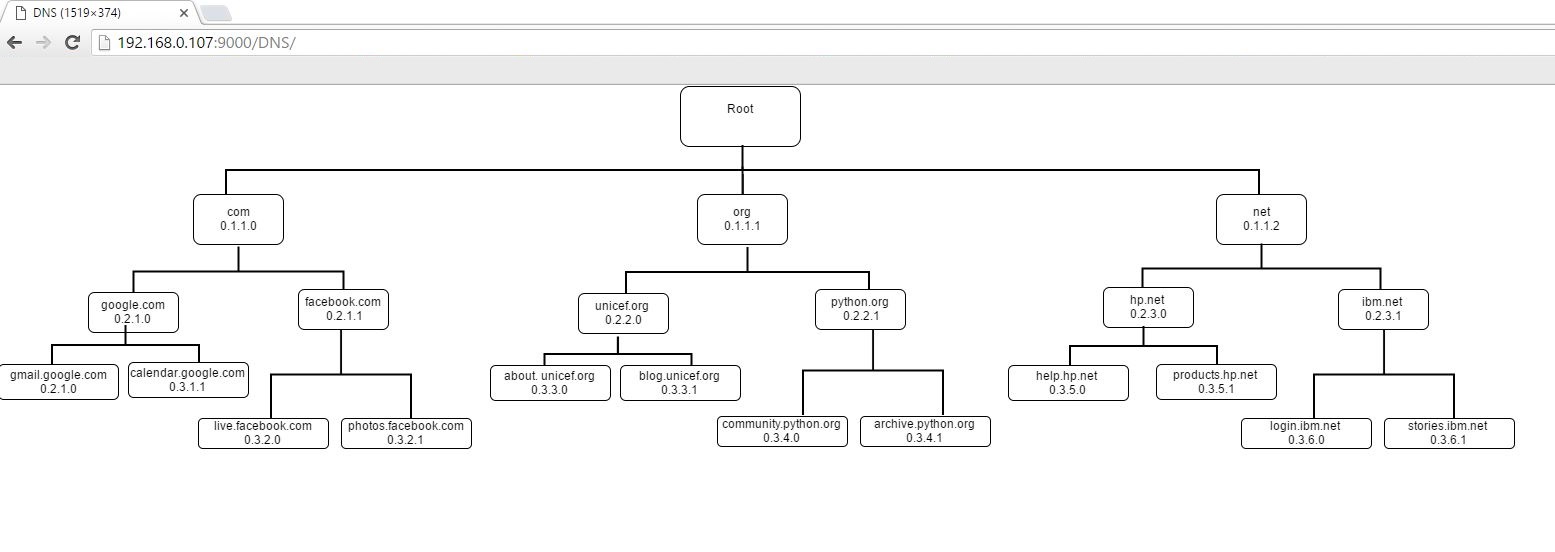 DNS (1519×374)
192.168.0.107:9000/DNS/
Root
com
0.1.1.0
org
0.1.1.1
net
0.1.1.2
google.com
0.2.1.0
facebook.com
0.2.1.1
unicef.org
0.2.2.0
python.org
0.2.2.1
hp.net
0.2.3.0
ibm.net
0.2.3.1
gmail.google.com
0.2.1.0
calendar.google.com
0.3.1.1
about. unicef.org
0.3.3.0
blog.unicef.org
0.3.3.1
help.hp.net
0.3.5.0
products.hp.net
0.3.5.1
live.facebook.com
0.3.2.0
photos.facebook.com
0.3.2.1
community.python.org
0.3.4.0
archive.python.org
0.3.4.1
login.ibm.net
0.3.6.0
stories.ibm.net
0.3.6.1